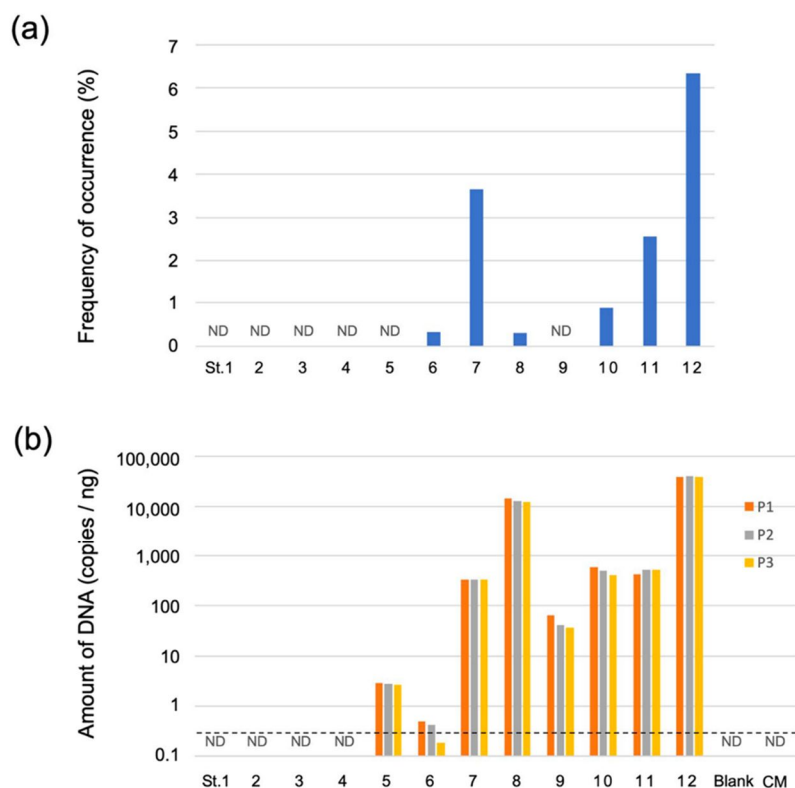 (a)
Frequency of occurrence (%)
7
6
5
4
3
2
1
0
ND ND ND ND ND ND
St.1 2 3 4 5 6 7 8 9 10 11 12
(b)
Amount of DNA (copies / ng)
100,000
10,000
1,000
100
10
1
0.1
P1
P2
P3
ND ND ND ND ND ND
St.1 2 3 4 5 6 7 8 9 10 11 12 Blank CM